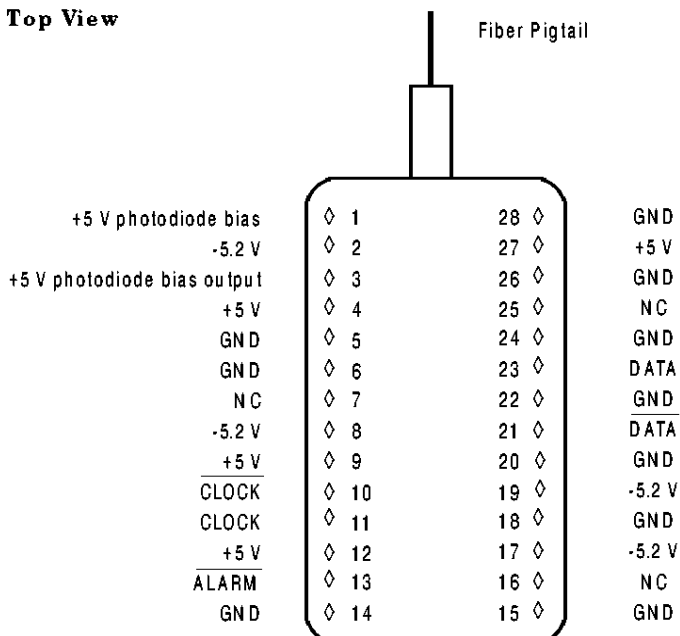 Top View
Fiber Pigtail
+5 V photodiode bias 1 28 GND
-5.2 V 2 27 +5 V
+5 V photodiode bias output 3 26 GND
+5 V 4 25 NC
GND 5 24 GND
GND 6 23 DATA
NC 7 22 GND
-5.2 V 8 21 D̅A̅T̅A̅
+5 V 9 20 GND
C̅L̅O̅C̅K̅ 10 19 -5.2 V
CLOCK 11 18 GND
+5 V 12 17 -5.2 V
A̅L̅A̅R̅M̅ 13 16 NC
GND 14 15 GND